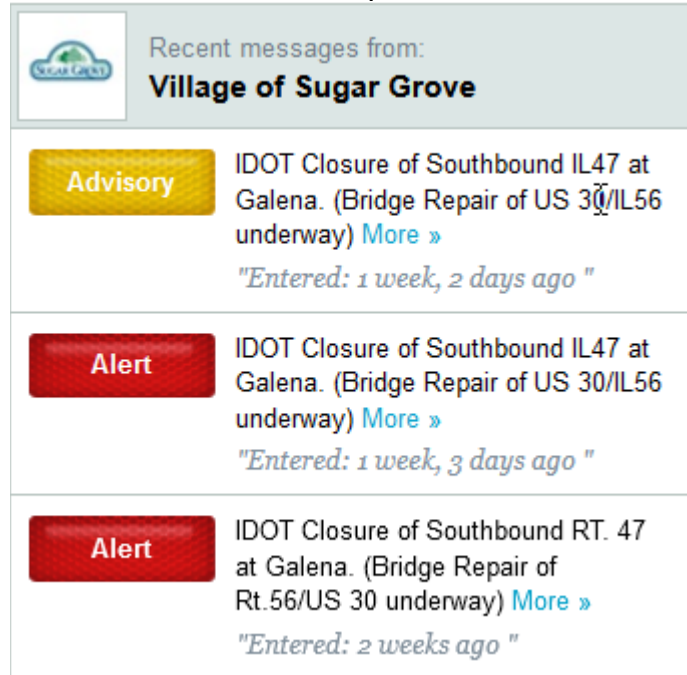 SUGAR GROVE
Recent messages from:
Village of Sugar Grove
Advisory
IDOT Closure of Southbound IL47 at
Galena. (Bridge Repair of US 30/IL56
underway) More »
"Entered: 1 week, 2 days ago "
Alert
IDOT Closure of Southbound IL47 at
Galena. (Bridge Repair of US 30/IL56
underway) More »
"Entered: 1 week, 3 days ago "
Alert
IDOT Closure of Southbound RT. 47
at Galena. (Bridge Repair of
Rt.56/US 30 underway) More »
"Entered: 2 weeks ago "